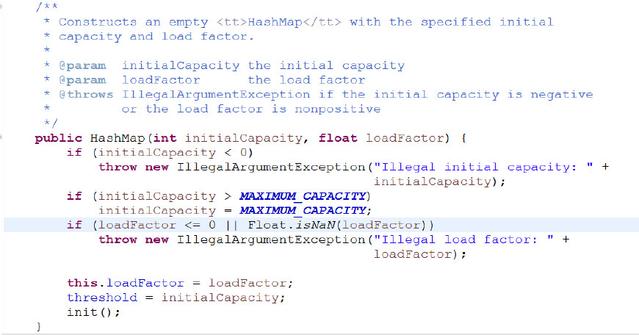 /**
 * Constructs an empty <tt>HashMap</tt> with the specified initial
 * capacity and load factor.
 *
 * @param  initialCapacity the initial capacity
 * @param  loadFactor      the load factor
 * @throws IllegalArgumentException if the initial capacity is negative
 *         or the load factor is nonpositive
 */
public HashMap(int initialCapacity, float loadFactor) {
    if (initialCapacity < 0)
        throw new IllegalArgumentException("Illegal initial capacity: " +
                                           initialCapacity);
    if (initialCapacity > MAXIMUM_CAPACITY)
        initialCapacity = MAXIMUM_CAPACITY;
    if (loadFactor <= 0 || Float.isNaN(loadFactor))
        throw new IllegalArgumentException("Illegal load factor: " +
                                           loadFactor);

    this.loadFactor = loadFactor;
    threshold = initialCapacity;
    init();
}